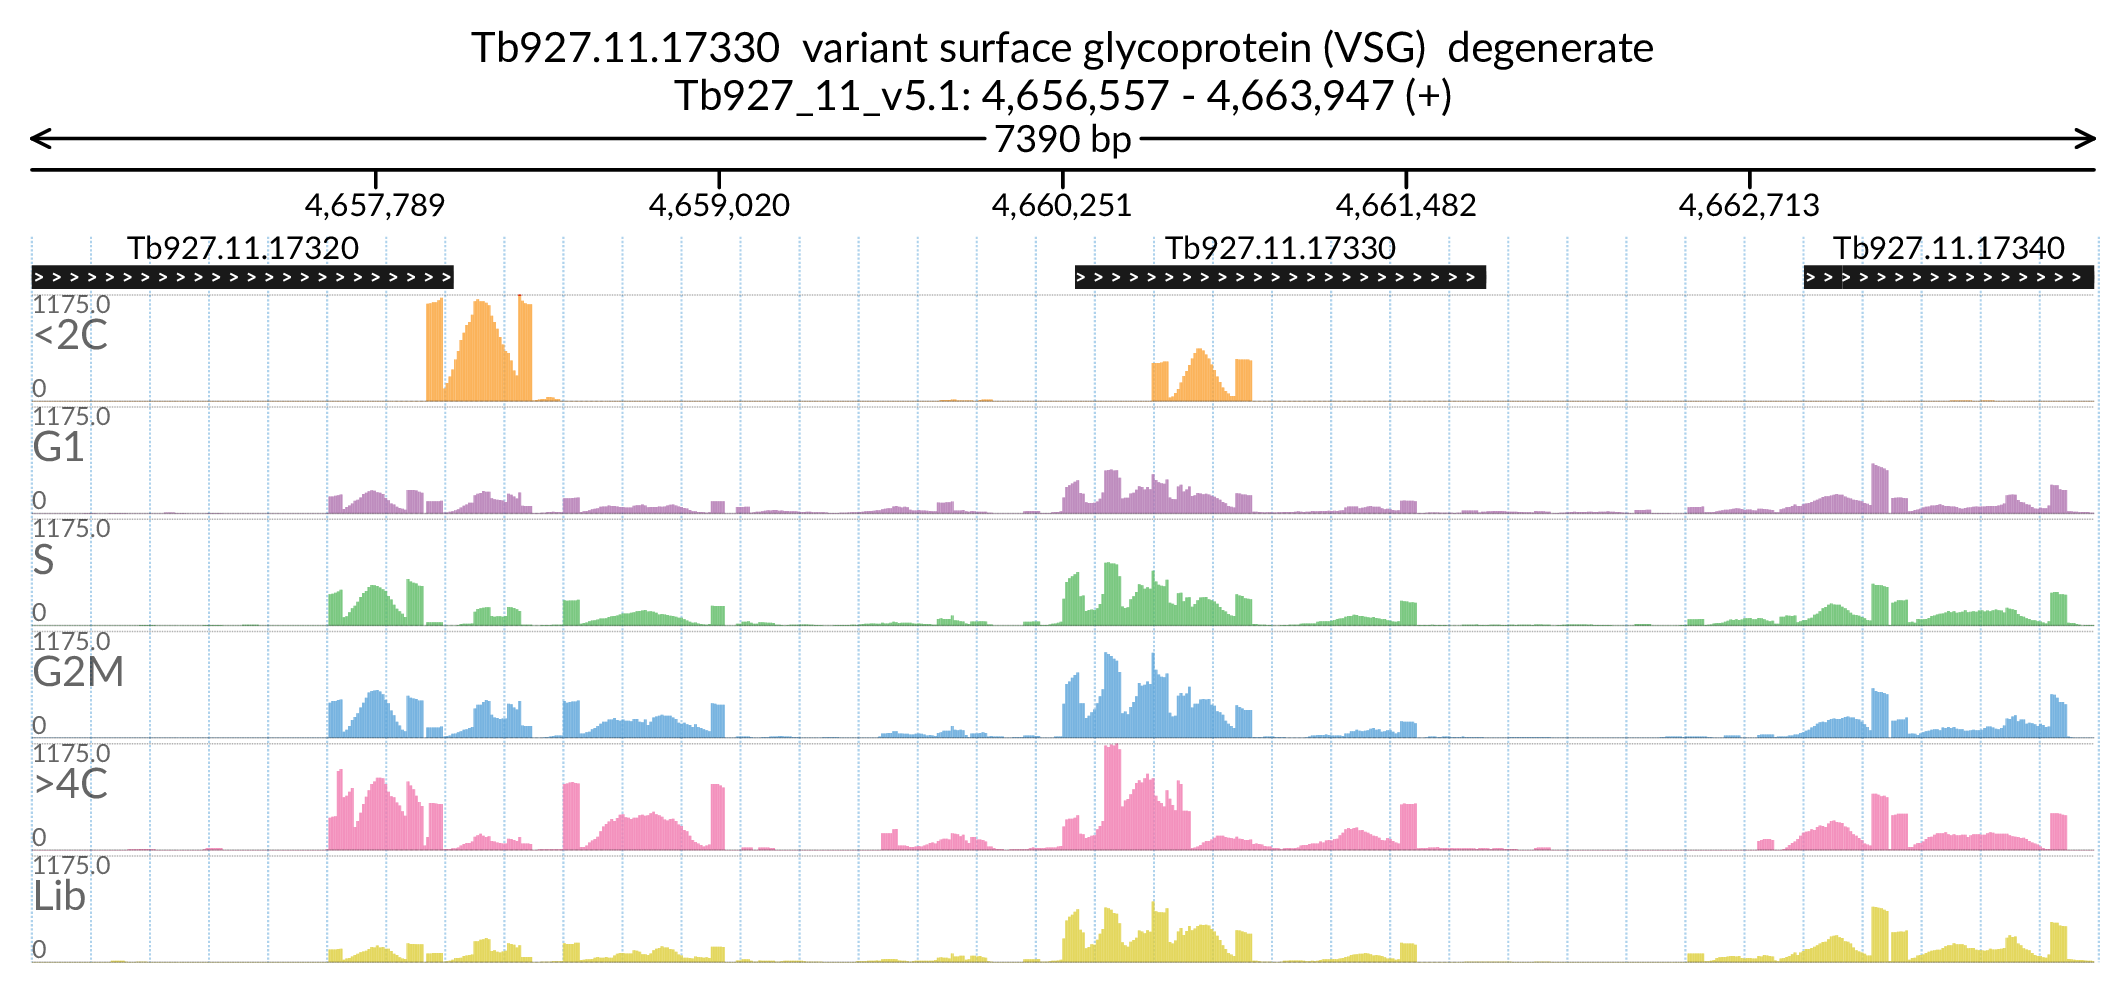 Tb927.11.17330 variant surface glycoprotein (VSG) degenerate
Tb927_11_v5.1: 4,656,557 - 4,663,947 (+)
7390 bp
4,657,789 4,659,020 4,660,251 4,661,482 4,662,713
Tb927.11.17320 Tb927.11.17330 Tb927.11.17340
1175.0
<2C
0
1175.0
G1
0
1175.0
S
0
1175.0
G2M
0
1175.0
>4C
0
1175.0
Lib
0